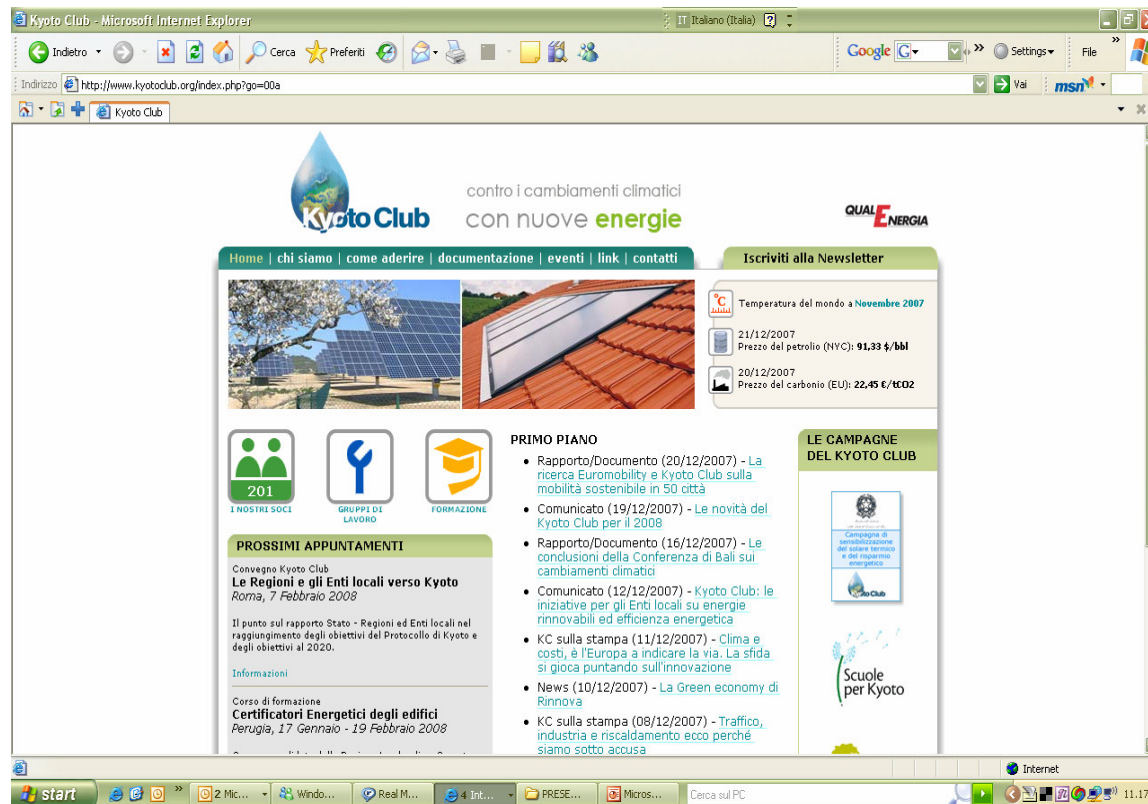 Kyoto Club - Microsoft Internet Explorer
IT Italiano (Italia)
Indietro
Cerca
Preferiti
Google
G
Settings
File
Indirizzo
http://www.kyotoclub.org/index.php?go=00a
Vai
msn
Kyoto Club
Kyoto Club
contro i cambiamenti climatici
con nuove energie
QUALENERGIA
Home | chi siamo | come aderire | documentazione | eventi | link | contatti
Iscriviti alla Newsletter
°C
Temperatura del mondo a Novembre 2007
21/12/2007
Prezzo del petrolio (NYC): 91,33 $/bbl
20/12/2007
Prezzo del carbonio (EU): 22,45 €/tCO2
201
I NOSTRI SOCI
GRUPPI DI
LAVORO
FORMAZIONE
PROSSIMI APPUNTAMENTI
Convegno Kyoto Club
Le Regioni e gli Enti locali verso Kyoto
Roma, 7 Febbraio 2008
Il punto sul rapporto Stato - Regioni ed Enti locali nel
raggiungimento degli obiettivi del Protocollo di Kyoto e
degli obiettivi al 2020.
Informazioni
Corso di formazione
Certificatori Energetici degli edifici
Perugia, 17 Gennaio - 19 Febbraio 2008
PRIMO PIANO
Rapporto/Documento (20/12/2007) - La
ricerca Euromobility e Kyoto Club sulla
mobilità sostenibile in 50 città
Comunicato (19/12/2007) - Le novità del
Kyoto Club per il 2008
Rapporto/Documento (16/12/2007) - Le
conclusioni della Conferenza di Bali sui
cambiamenti climatici
Comunicato (12/12/2007) - Kyoto Club: le
iniziative per gli Enti locali su energie
rinnovabili ed efficienza energetica
KC sulla stampa (11/12/2007) - Clima e
costi, è l'Europa a indicare la via. La sfida
si gioca puntando sull'innovazione
News (10/12/2007) - La Green economy di
Rinnova
KC sulla stampa (08/12/2007) - Traffico,
industria e riscaldamento ecco perché
siamo sotto accusa
LE CAMPAGNE
DEL KYOTO CLUB
Campagna di
sensibilizzazione
del solare termico
e del risparmio
energetico
Kyoto Club
Scuole
per Kyoto
Internet
start
2 Mic...
Windo...
Real M...
4 Int...
PRESE...
Micros...
Cerca sul PC
11.17